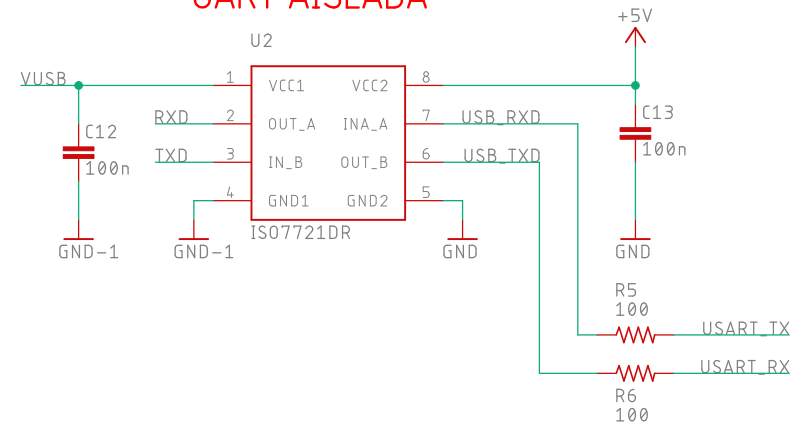 UART AISLADA
+5V
U2
VUSB
1
VCC1
VCC2
8
C13
100n
RXD
2
OUT_A
INA_A
7
USB_RXD
C12
100n
TXD
3
IN_B
OUT_B
6
USB_TXD
4
GND1
GND2
5
ISO7721DR
GND-1
GND-1
GND
GND
R5
100
USART_TX
USART_RX
R6
100